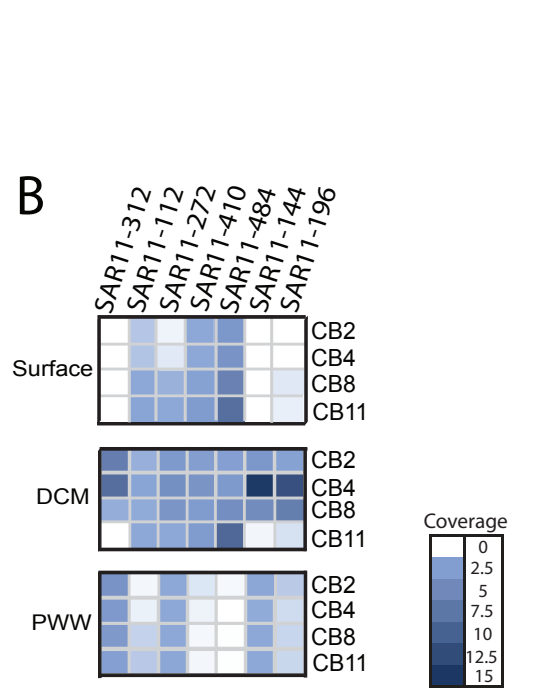 B
SAR11-312
SAR11-112
SAR11-272
SAR11-410
SAR11-484
SAR11-144
SAR11-196
Surface
CB2
CB4
CB8
CB11
DCM
CB2
CB4
CB8
CB11
PWW
CB2
CB4
CB8
CB11
Coverage
0
2.5
5
7.5
10
12.5
15